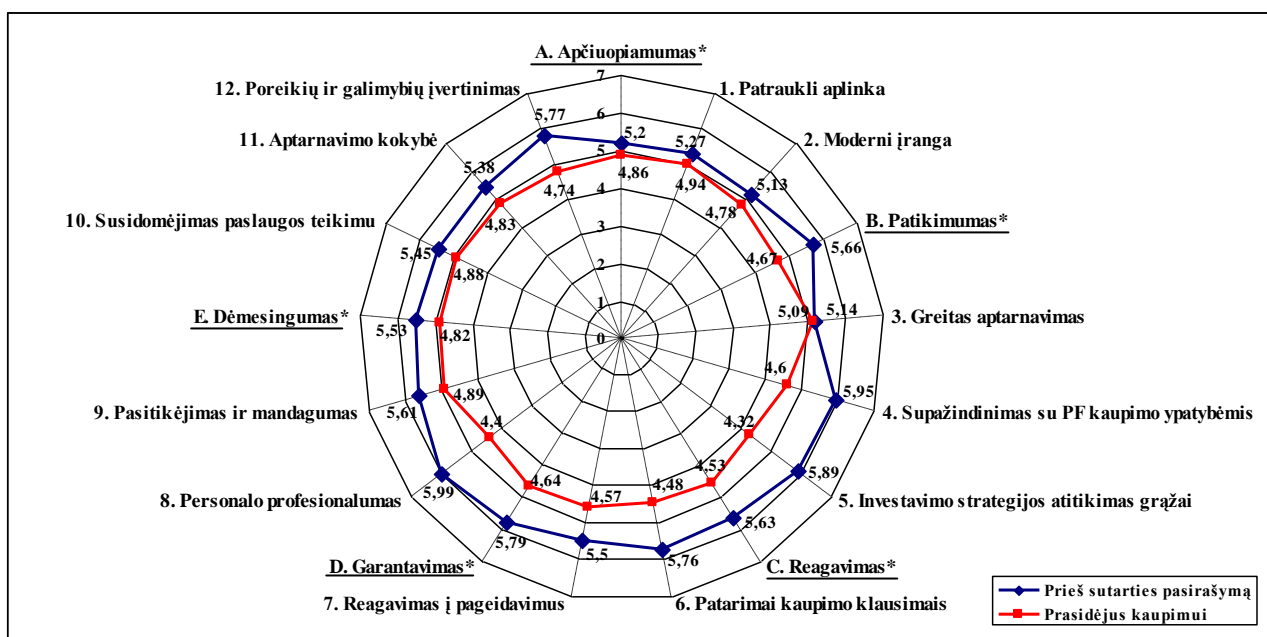 A. Apčiuopiamumas*
12. Poreikių ir galimybių įvertinimas
1. Patraukli aplinka
11. Aptarnavimo kokybė
2. Moderni įranga
10. Susidomėjimas paslaugos teikimu
B. Patikimumas*
E. Dėmesingumas*
3. Greitas aptarnavimas
9. Pasitikėjimas ir mandagumas
4. Supažindinimas su PF kaupimo ypatybėmis
8. Personalo profesionalumas
5. Investavimo strategijos atitikimas grąžai
D. Garantavimas*
C. Reagavimas*
7. Reagavimas į pageidavimus
6. Patarimai kaupimo klausimais
7
6
5
4
3
2
1
0
5,2
5,27
5,13
5,66
5,14
5,95
5,89
5,63
5,76
5,5
5,79
5,99
5,61
5,53
5,45
5,38
5,77
4,86
4,94
4,78
4,67
5,09
4,6
4,32
4,53
4,48
4,57
4,64
4,4
4,89
4,82
4,88
4,83
4,74
Prieš sutarties pasirašymą
Prasidėjus kaupimui